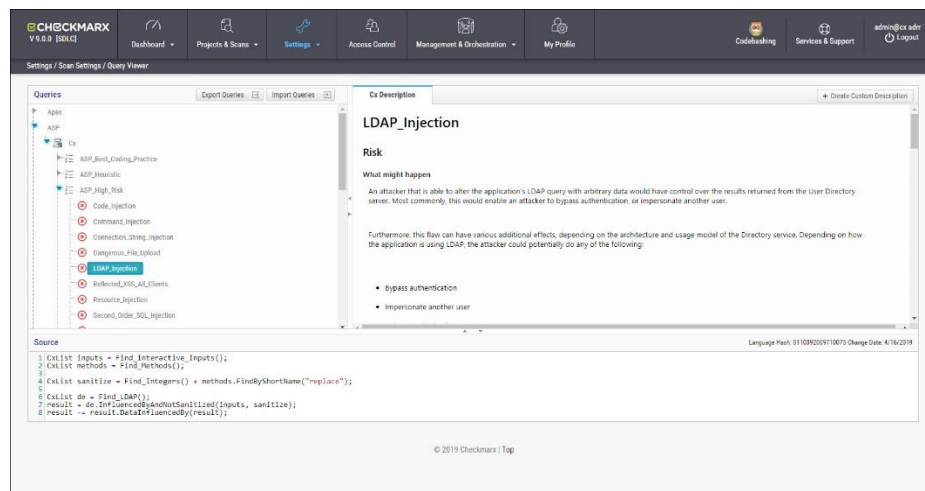 CHECKMARX
V 9.0.0 [SDLC]
Dashboard
Projects & Scans
Settings
Access Control
Management & Orchestration
My Profile
Codebashing
Services & Support
admin@cx adm
Logout
Settings / Scan Settings / Query Viewer
Queries
Export Queries
Import Queries
Apex
ASP
Cx
ASP_Best_Coding_Practice
ASP_Heuristic
ASP_High_Risk
Code_Injection
Command_Injection
Connection_String_Injection
Dangerous_File_Upload
LDAP_Injection
Reflected_XSS_All_Clients
Resource_Injection
Second_Order_SQL_Injection
Cx Description
+ Create Custom Description
LDAP_Injection
Risk
What might happen
An attacker that is able to alter the application's LDAP query with arbitrary data would have control over the results returned from the User Directory
server. Most commonly, this would enable an attacker to bypass authentication, or impersonate another user.
Furthermore, this flaw can have various additional effects, depending on the architecture and usage model of the Directory service. Depending on how
the application is using LDAP, the attacker could potentially do any of the following:
• Bypass authentication
• Impersonate another user
Source
Language Hash: 0110392009710075 Change Date: 4/16/2019
1 CxList inputs = Find_Interactive_Inputs();
2 CxList methods = Find_Methods();
3
4 CxList sanitize = Find_Integers() + methods.FindByShortName("replace");
5
6 CxList de = Find_LDAP();
7 result = de.InfluencedByAndNotSanitized(inputs, sanitize);
8 result -= result.DataInfluencedBy(result);
© 2019 Checkmarx | Top